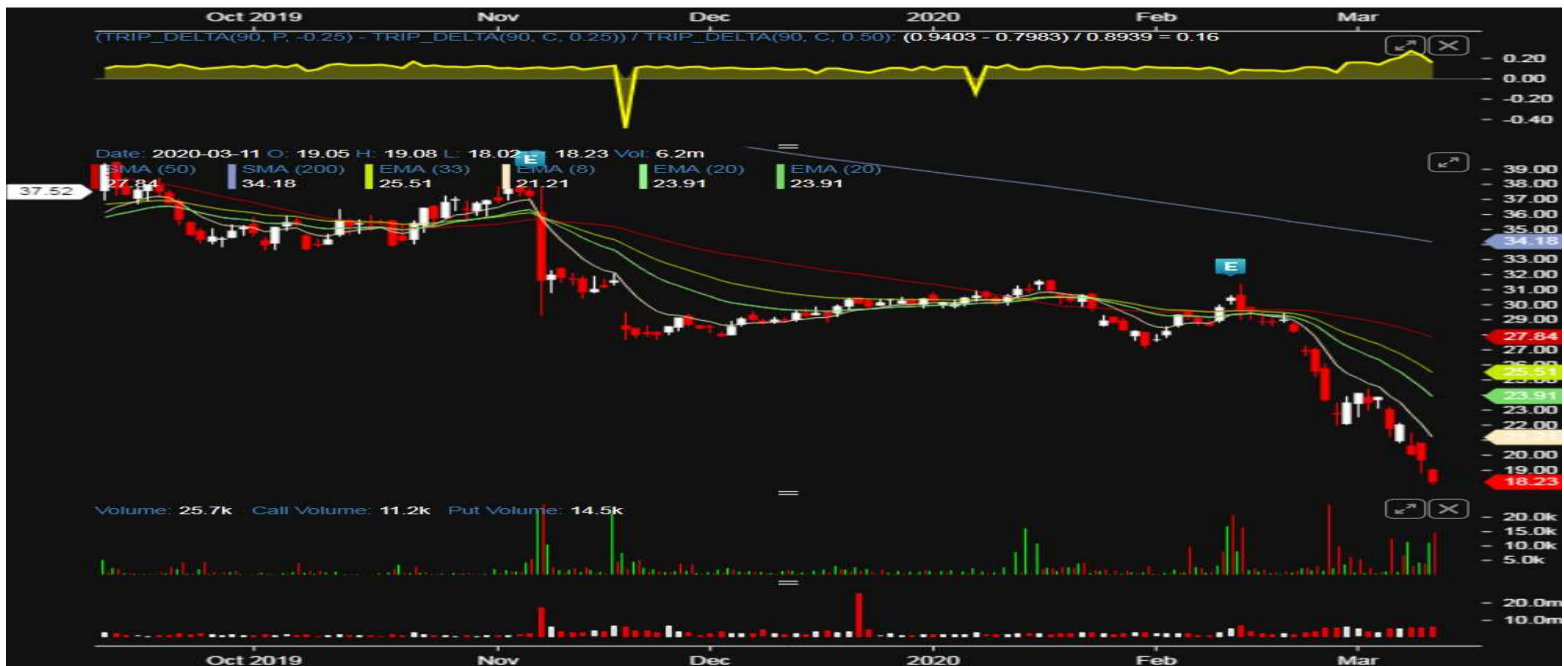 Oct 2019 Nov Dec 2020 Feb Mar
(TRIP_DELTA(90, P, -0.25) - TRIP_DELTA(90, C, 0.25)) / TRIP_DELTA(90, C, 0.50): (0.9403 - 0.7983) / 0.8939 = 0.16
0.20
0.00
-0.20
-0.40
Date: 2020-03-11 O: 19.05 H: 19.08 L: 18.02 18.23 Vol: 6.2m
E
SMA (50) SMA (200) EMA (33) EMA (8) EMA (20) EMA (20)
27.84 34.18 25.51 21.21 23.91 23.91
37.52
39.00
38.00
37.00
36.00
35.00
34.18
33.00
32.00
31.00
30.00
29.00
27.84
27.00
25.51
23.91
23.00
22.00
20.00
19.00
18.23
E
Volume: 25.7k Call Volume: 11.2k Put Volume: 14.5k
20.0k
15.0k
10.0k
5.0k
20.0m
10.0m
Oct 2019 Nov Dec 2020 Feb Mar